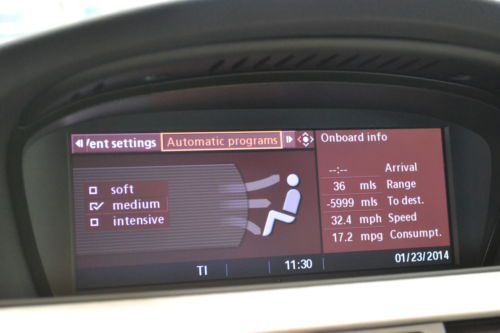 Vent settings Automatic programs
soft
medium
intensive
Onboard info
--:-- Arrival
36 mls Range
-5999 mls To dest.
32.4 mph Speed
17.2 mpg Consumpt.
TI 11:30 01/23/2014